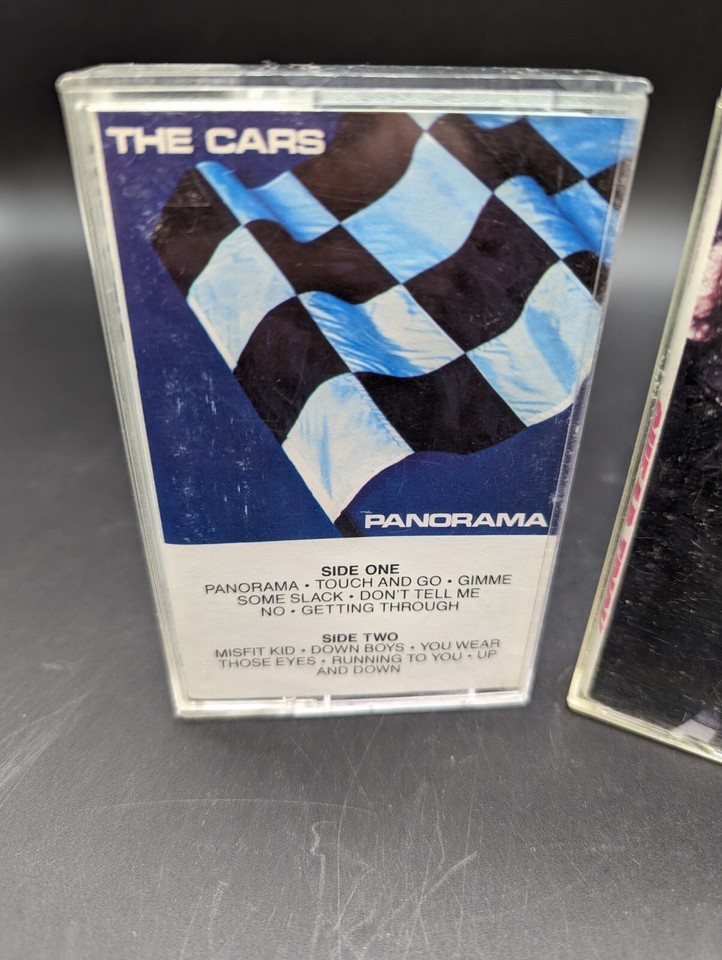 THE CARS
PANORAMA
SIDE ONE
PANORAMA • TOUCH AND GO • GIMME
SOME SLACK • DON'T TELL ME
NO • GETTING THROUGH
SIDE TWO
MISFIT KID • DOWN BOYS • YOU WEAR
THOSE EYES • RUNNING TO YOU • UP
AND DOWN